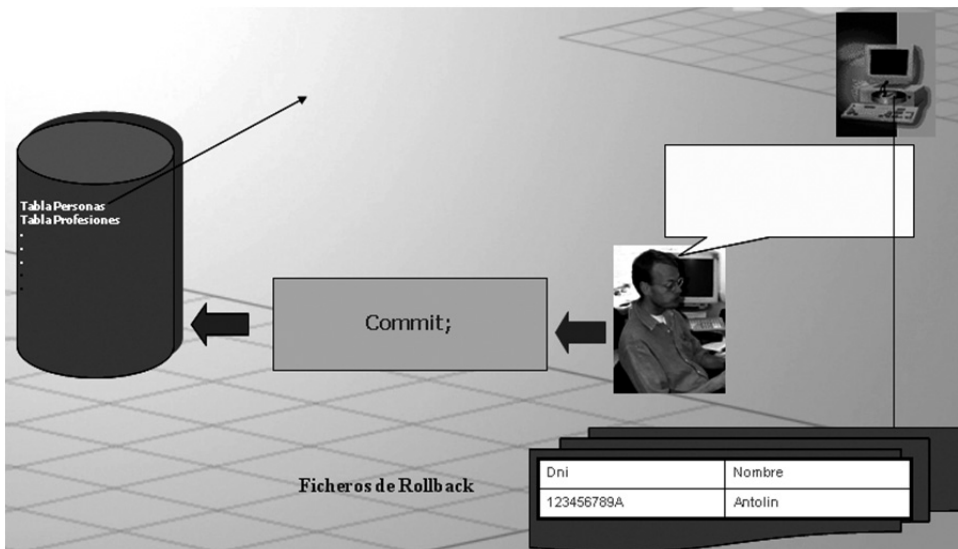 Tabla Personas
Tabla Profesiones
.
.
.
.
.
.
Commit;
Ficheros de Rollback
Dni Nombre
123456789A Antolin